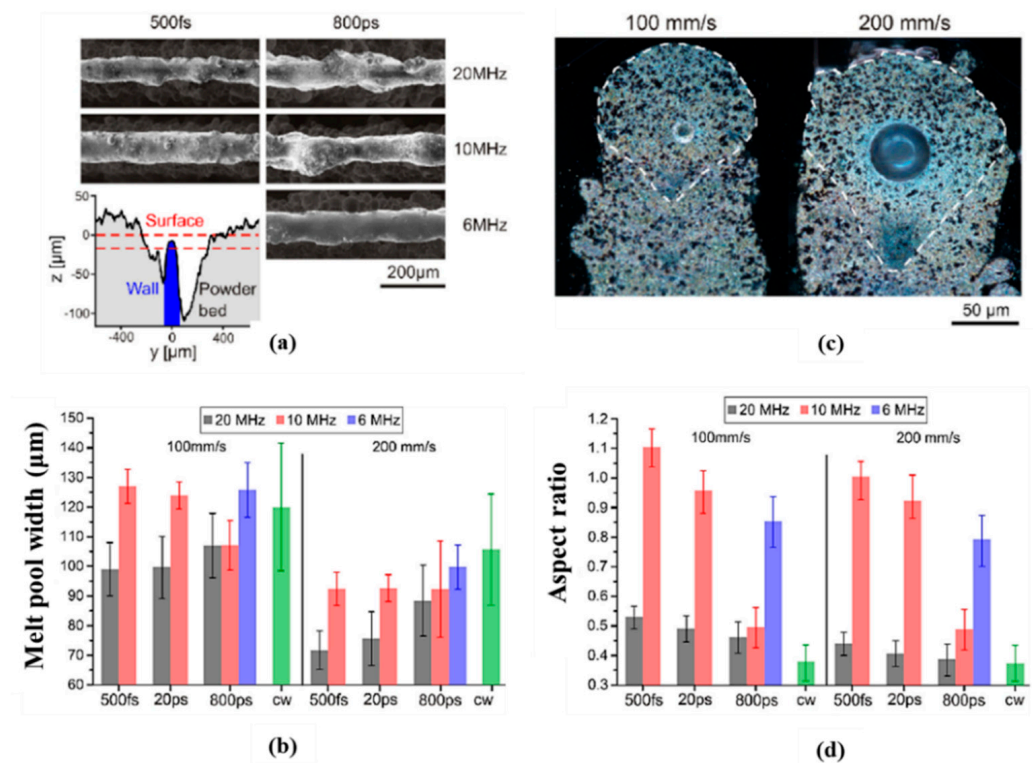 500fs 800ps
20MHz
10MHz
6MHz
200μm
50
0
-50
-100
z [μm]
Surface
Wall
Powder
bed
-400 0 400
y [μm]
(a)
100 mm/s 200 mm/s
50 μm
(c)
Melt pool width (μm)
150
140
130
120
110
100
90
80
70
60
20 MHz 10 MHz 6 MHz
100mm/s 200 mm/s
500fs 20ps 800ps cw 500fs 20ps 800ps cw
(b)
Aspect ratio
1.2
1.1
1.0
0.9
0.8
0.7
0.6
0.5
0.4
0.3
20 MHz 10 MHz 6 MHz
100mm/s 200 mm/s
500fs 20ps 800ps cw 500fs 20ps 800ps cw
(d)